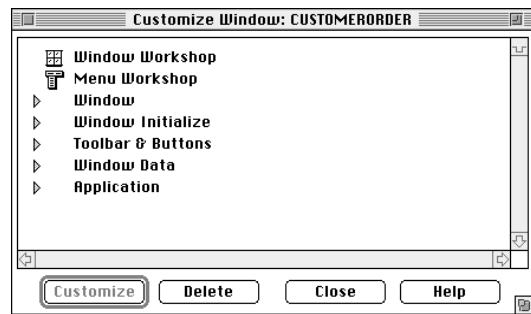 Customize Window: CUSTOMERORDER
Window Workshop
Menu Workshop
Window
Window Initialize
Toolbar & Buttons
Window Data
Application
Customize Delete Close Help